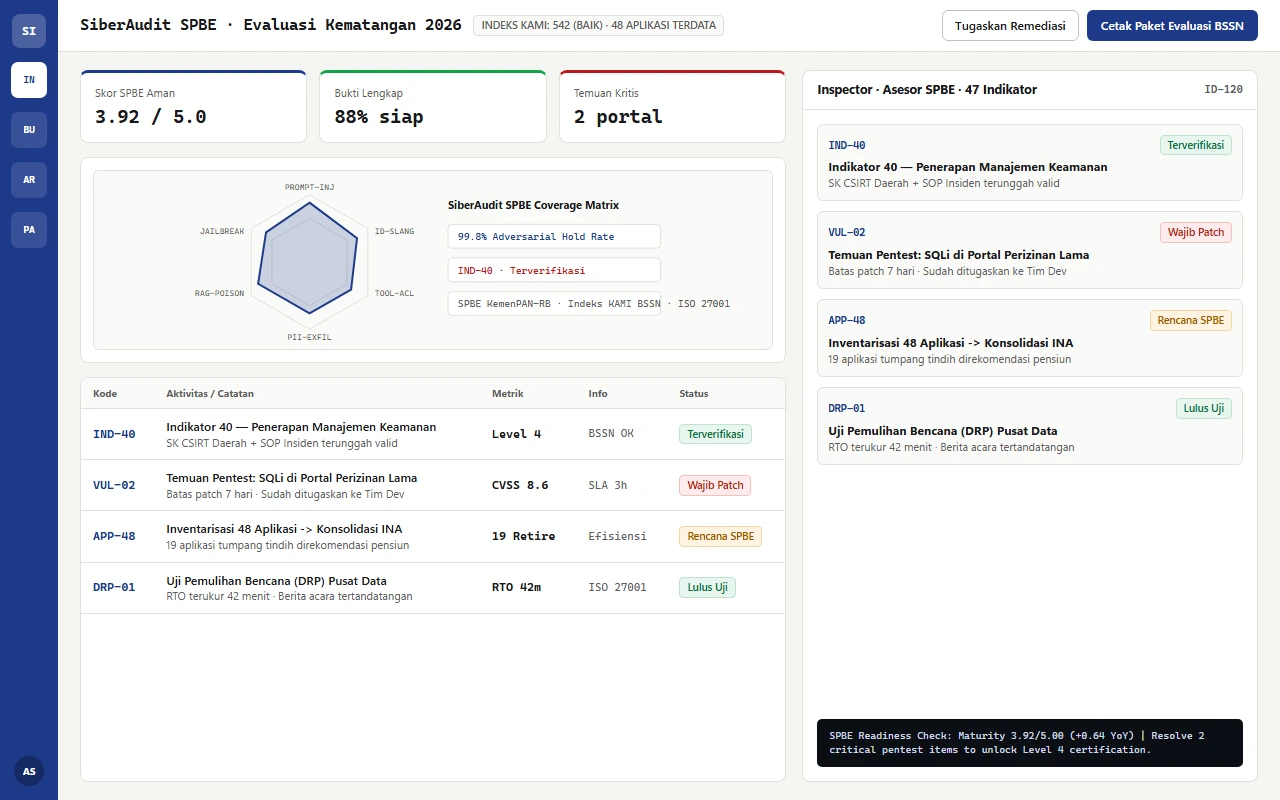 SI
IN
BU
AR
PA
AS
SiberAudit SPBE · Evaluasi Kematangan 2026
INDEKS KAMI: 542 (BAIK) · 48 APLIKASI TERDATA
Tugaskan Remediasi
Cetak Paket Evaluasi BSSN
Skor SPBE Aman
3.92 / 5.0
Bukti Lengkap
88% siap
Temuan Kritis
2 portal
PROMPT-INJ
JAILBREAK
ID-SLANG
RAG-POISON
TOOL-ACL
PII-EXFIL
SiberAudit SPBE Coverage Matrix
99.8% Adversarial Hold Rate
IND-40 · Terverifikasi
SPBE KemenPAN-RB · Indeks KAMI BSSN · ISO 27001
Kode Aktivitas / Catatan Metrik Info Status
IND-40 Indikator 40 — Penerapan Manajemen Keamanan Level 4 BSSN OK Terverifikasi
SK CSIRT Daerah + SOP Insiden terunggah valid
VUL-02 Temuan Pentest: SQLi di Portal Perizinan Lama CVSS 8.6 SLA 3h Wajib Patch
Batas patch 7 hari · Sudah ditugaskan ke Tim Dev
APP-48 Inventarisasi 48 Aplikasi -> Konsolidasi INA 19 Retire Efisiensi Rencana SPBE
19 aplikasi tumpang tindih direkomendasi pensiun
DRP-01 Uji Pemulihan Bencana (DRP) Pusat Data RTO 42m ISO 27001 Lulus Uji
RTO terukur 42 menit · Berita acara tertandatangan
Inspector · Asesor SPBE · 47 Indikator
ID-120
IND-40 Terverifikasi
Indikator 40 — Penerapan Manajemen Keamanan
SK CSIRT Daerah + SOP Insiden terunggah valid
VUL-02 Wajib Patch
Temuan Pentest: SQLi di Portal Perizinan Lama
Batas patch 7 hari · Sudah ditugaskan ke Tim Dev
APP-48 Rencana SPBE
Inventarisasi 48 Aplikasi -> Konsolidasi INA
19 aplikasi tumpang tindih direkomendasi pensiun
DRP-01 Lulus Uji
Uji Pemulihan Bencana (DRP) Pusat Data
RTO terukur 42 menit · Berita acara tertandatangan
SPBE Readiness Check: Maturity 3.92/5.00 (+0.64 YoY) | Resolve 2
critical pentest items to unlock Level 4 certification.